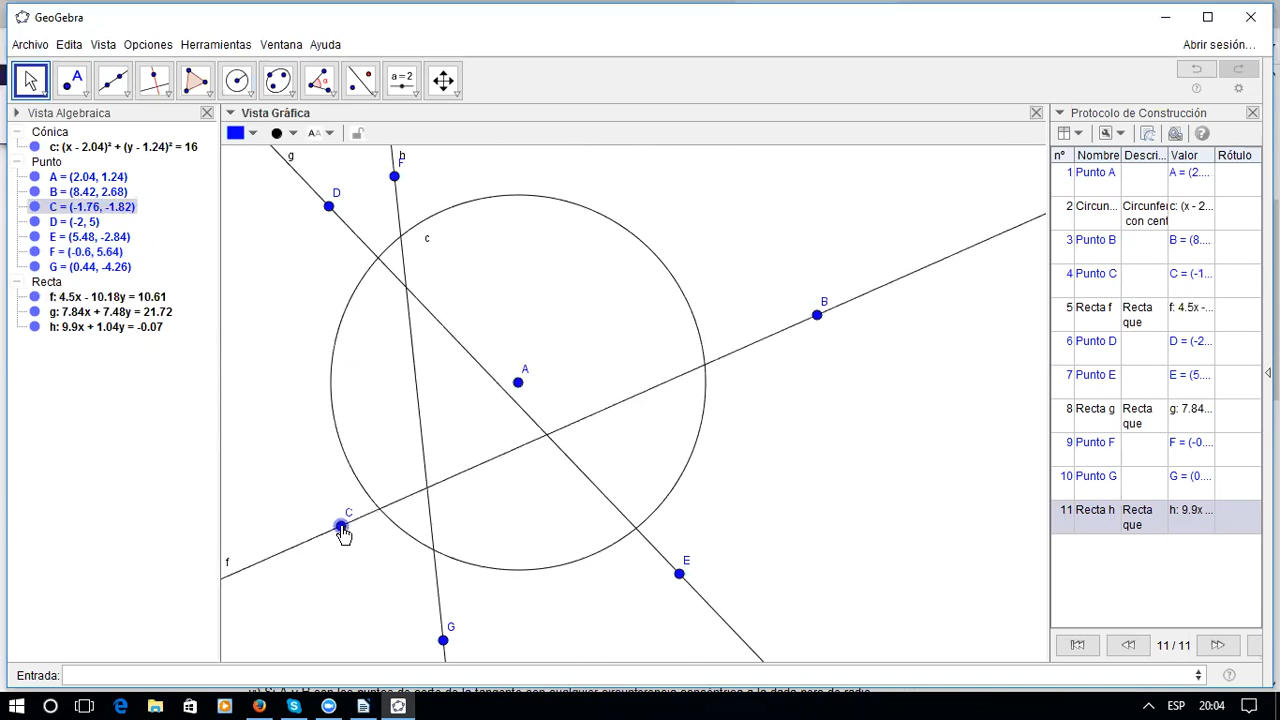 GeoGebra
Archivo Edita Vista Opciones Herramientas Ventana Ayuda
Abrir sesión...
A
α
a=2
Vista Algebraica
Vista Gráfica
Protocolo de Construcción
AA
Cónica
c: (x - 2.04)² + (y - 1.24)² = 16
Punto
A = (2.04, 1.24)
B = (8.42, 2.68)
C = (-1.76, -1.82)
D = (-2, 5)
E = (5.48, -2.84)
F = (-0.6, 5.64)
G = (0.44, -4.26)
Recta
f: 4.5x - 10.18y = 10.61
g: 7.84x + 7.48y = 21.72
h: 9.9x + 1.04y = -0.07
g
h
F
D
c
B
A
C
f
E
G
nº Nombre Descri... Valor Rótulo
1 Punto A A = (2....
2 Circun... Circunfe c: (x - 2...
con cent
3 Punto B B = (8....
4 Punto C C = (-1...
5 Recta f Recta f: 4.5x -...
que
6 Punto D D = (-2...
7 Punto E E = (5....
8 Recta g Recta g: 7.84...
que
9 Punto F F = (-0....
10 Punto G G = (0....
11 Recta h Recta h: 9.9x ...
que
11 / 11
Entrada:
ESP 20:04